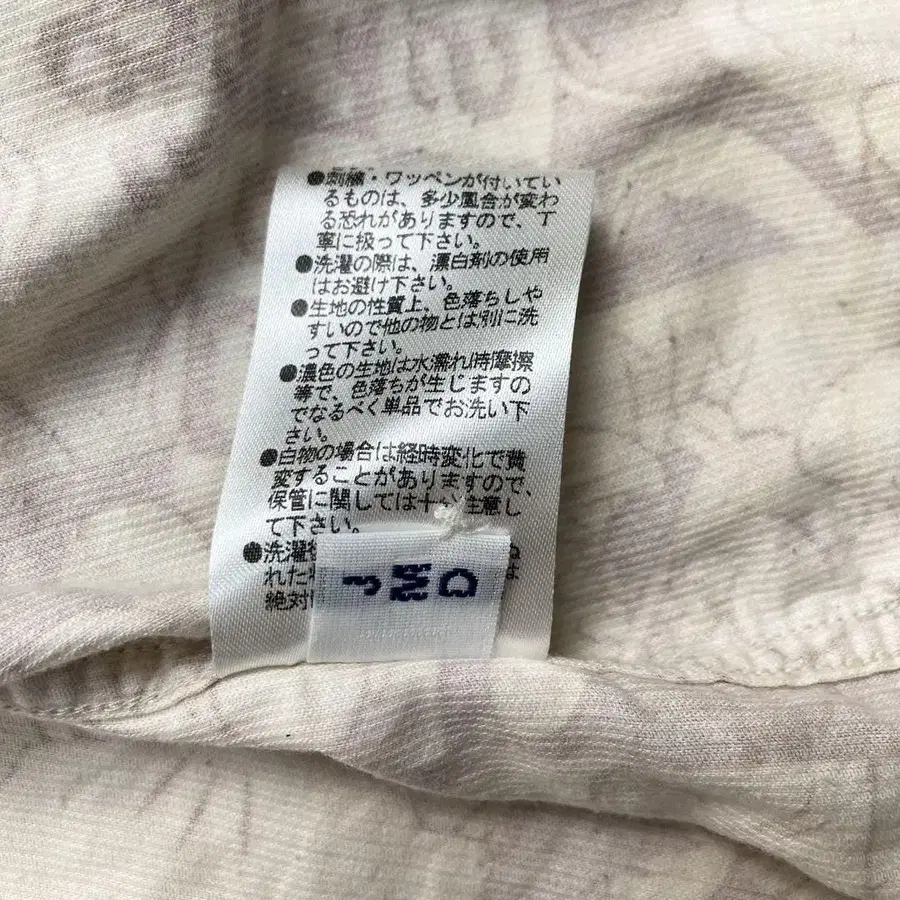 ●刺繍・ワッペンが付いてい
るものは、多少風合が変わ
る恐れがありますので、丁
寧に扱って下さい。
●洗濯の際は、漂白剤の使用
はお避け下さい。
●生地の性質上、色落ちしや
すいので他の物とは別に洗
って下さい。
●濃色の生地は水濡れ時摩擦
等で、色落ちが生じますの
でなるべく単品でお洗い下
さい。
●白物の場合は経時変化で黄
変することがありますので、
保管に関しては十分注意し
て下さい。
●洗濯後
れた
絶対